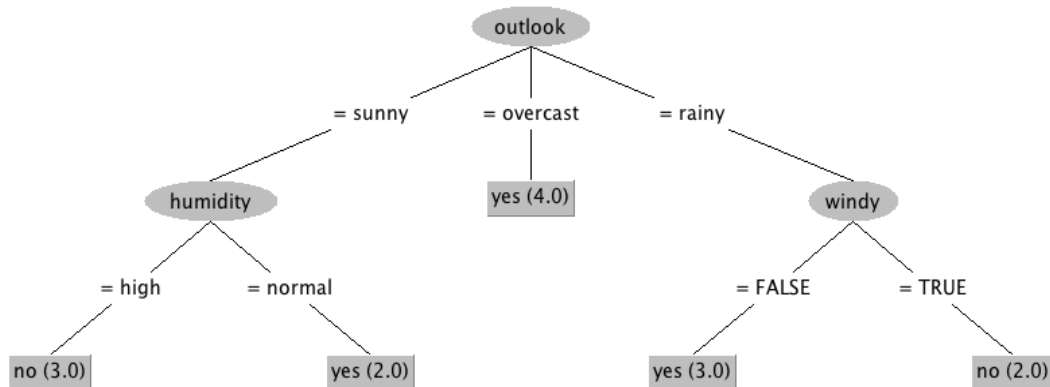 outlook
= sunny
= overcast
= rainy
humidity
yes (4.0)
windy
= high
= normal
= FALSE
= TRUE
no (3.0)
yes (2.0)
yes (3.0)
no (2.0)